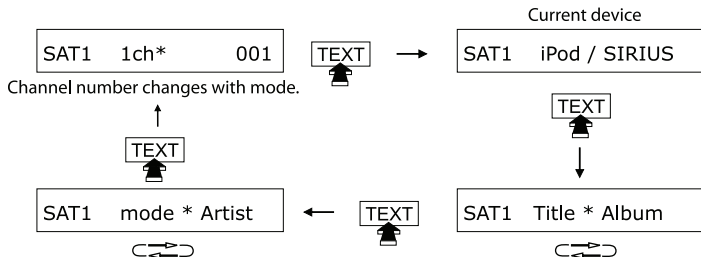 Current device
SAT1 1ch* 001
TEXT
SAT1 iPod / SIRIUS
Channel number changes with mode.
TEXT
TEXT
SAT1 mode * Artist
TEXT
SAT1 Title * Album